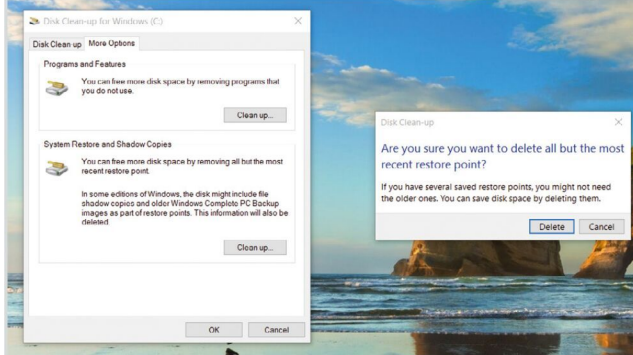 Disk Clean-up for Windows (C:)
Disk Clean-up More Options
Programs and Features
You can free more disk space by removing programs that
you do not use.
Clean up...
System Restore and Shadow Copies
You can free more disk space by removing all but the most
recent restore point.
In some editions of Windows, the disk might include file
shadow copies and older Windows Complete PC Backup
images as part of restore points. This information will also be
deleted.
Clean up...
OK Cancel
Disk Clean-up
Are you sure you want to delete all but the most
recent restore point?
If you have several saved restore points, you might not need
the older ones. You can save disk space by deleting them.
Delete Cancel